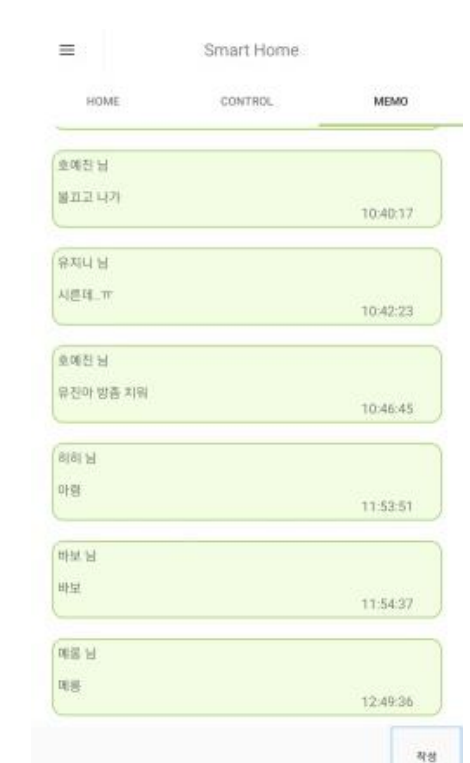 Smart Home
HOME CONTROL MEMO
호예진 님
불끄고 나가
10:40:17
유지니 님
시른데..ㅠ
10:42:23
호예진 님
유진아 방좀 치워
10:46:45
히히 님
아령
11:53:51
바보 님
바보
11:54:37
메롱 님
메롱
12:49:36
작성